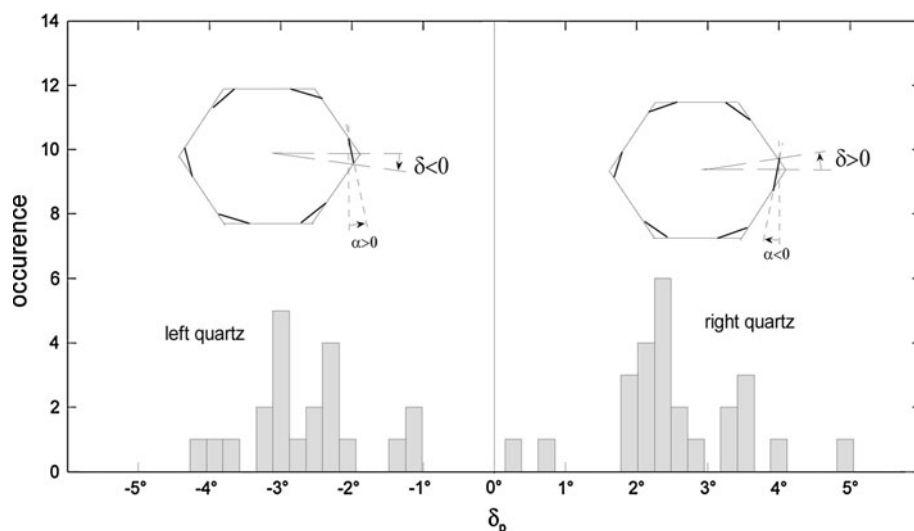 14
12
10
8
6
4
2
0
occurence
δ<0
α>0
δ>0
α<0
left quartz
right quartz
-5° -4° -3° -2° -1° 0° 1° 2° 3° 4° 5°
δp